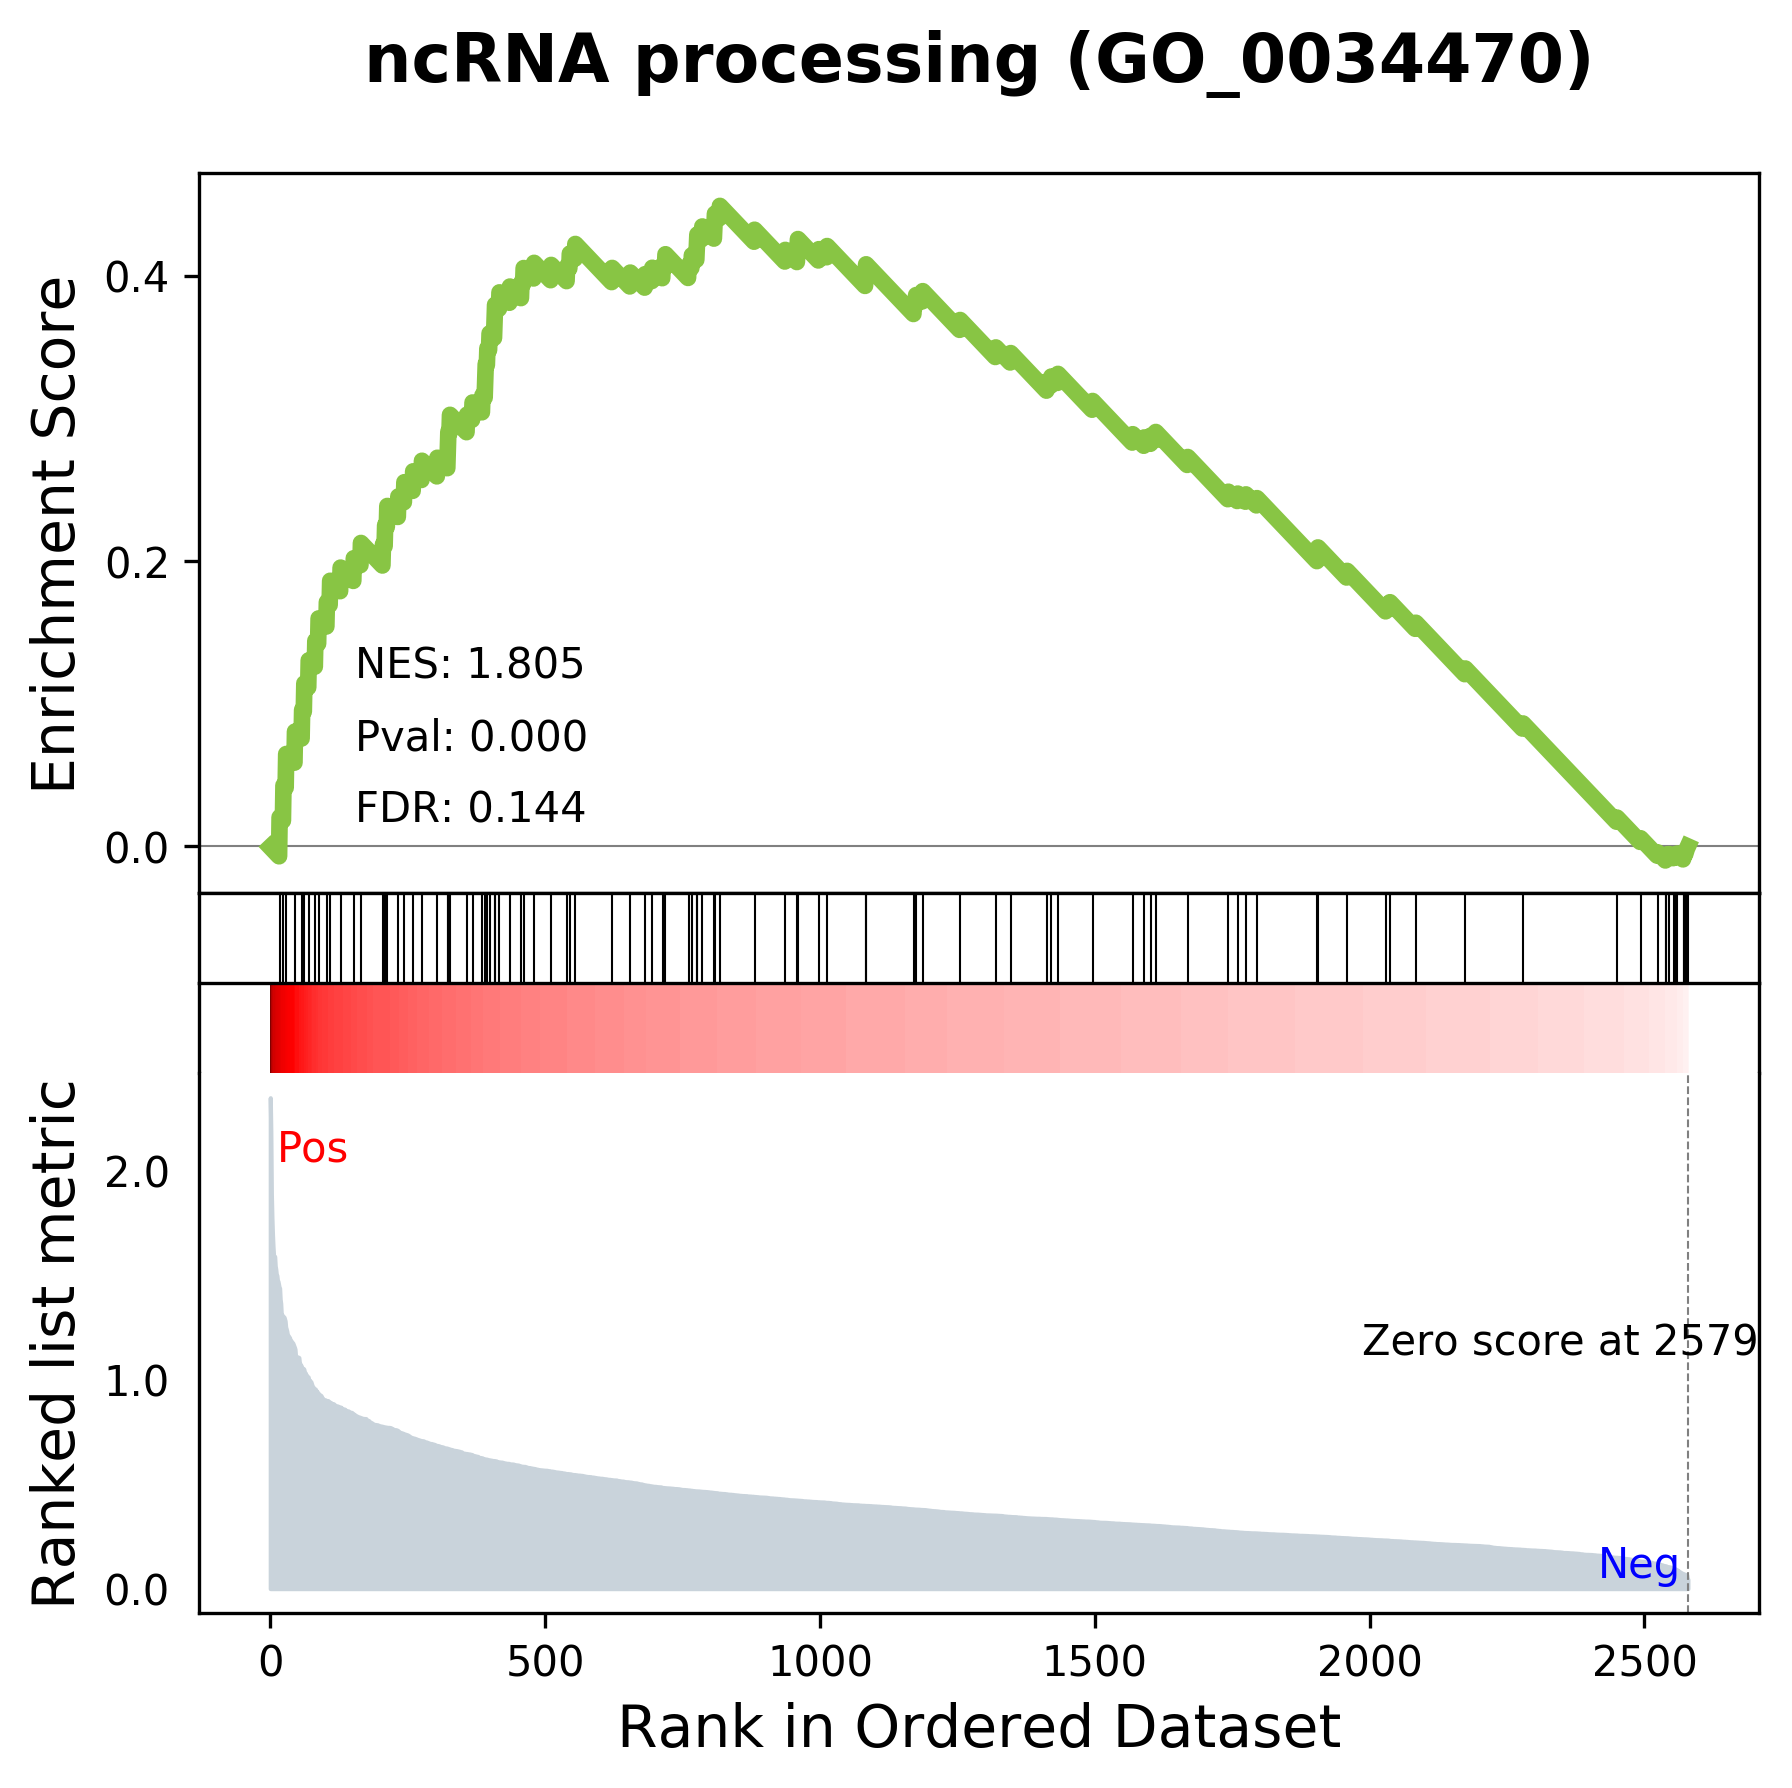 ncRNA processing (GO_0034470)
Enrichment Score
0.4
0.2
0.0
NES: 1.805
Pval: 0.000
FDR: 0.144
Ranked list metric
2.0
1.0
0.0
Pos
Zero score at 2579
Neg
0 500 1000 1500 2000 2500
Rank in Ordered Dataset